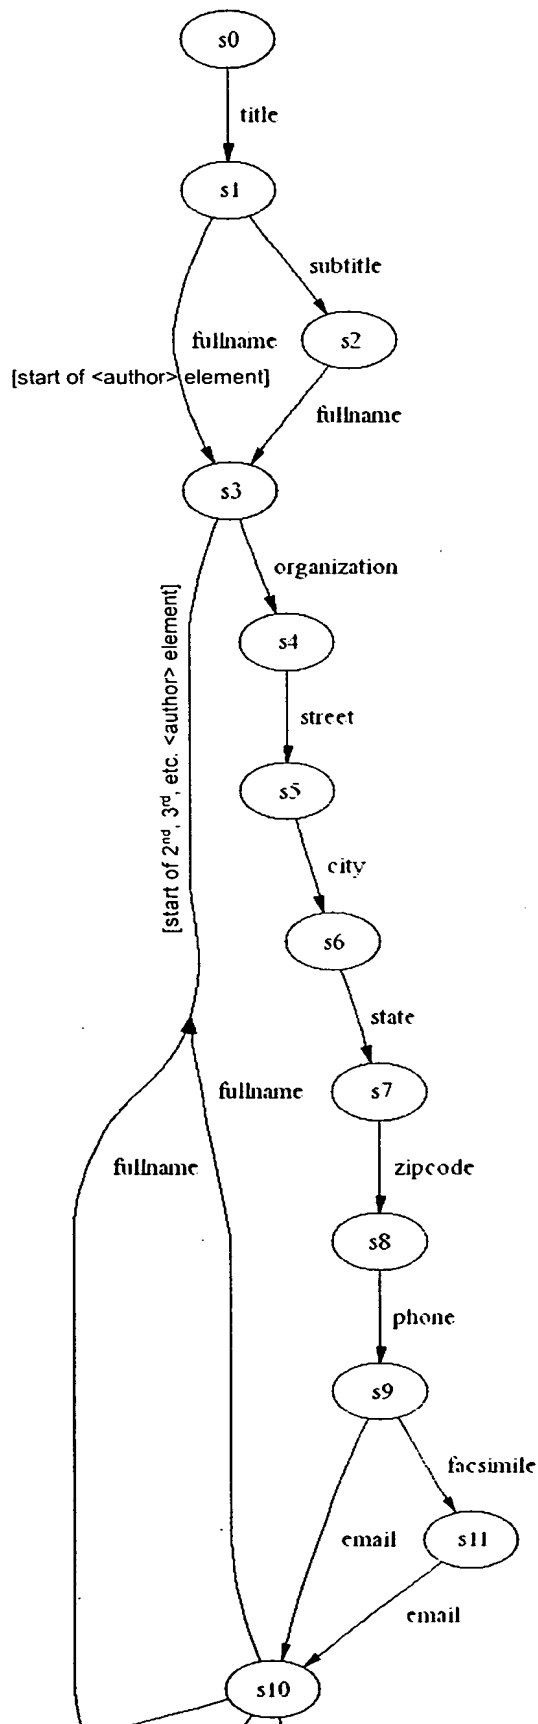 s0
title
s1
subtitle
fullname
s2
[start of <author> element]
fullname
s3
organization
[start of 2nd, 3rd, etc. <author> element]
s4
street
s5
city
s6
state
fullname
s7
fullname
zipcode
s8
phone
s9
facsimile
email
s11
email
s10